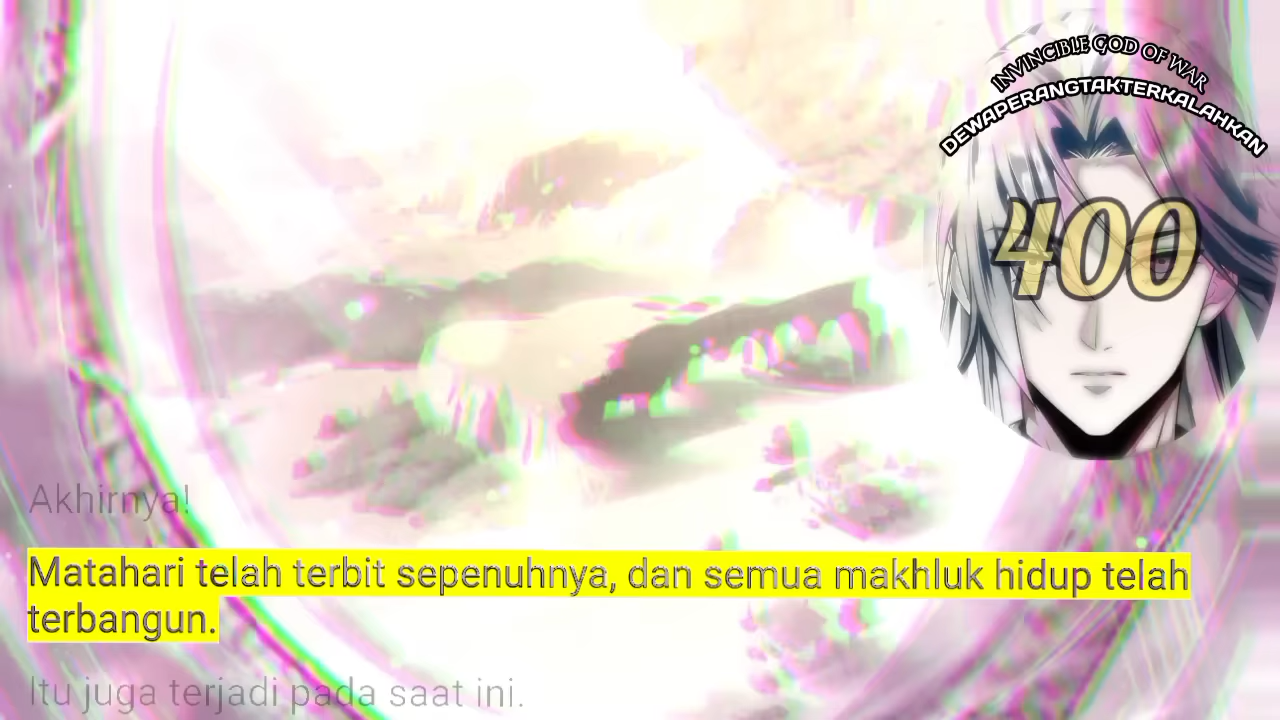 INVINCIBLE GOD OF WAR
DEWAPERANGTAKTERKALAHKAN
400
Akhirnya!
Matahari telah terbit sepenuhnya, dan semua makhluk hidup telah
terbangun.
Itu juga terjadi pada saat ini.